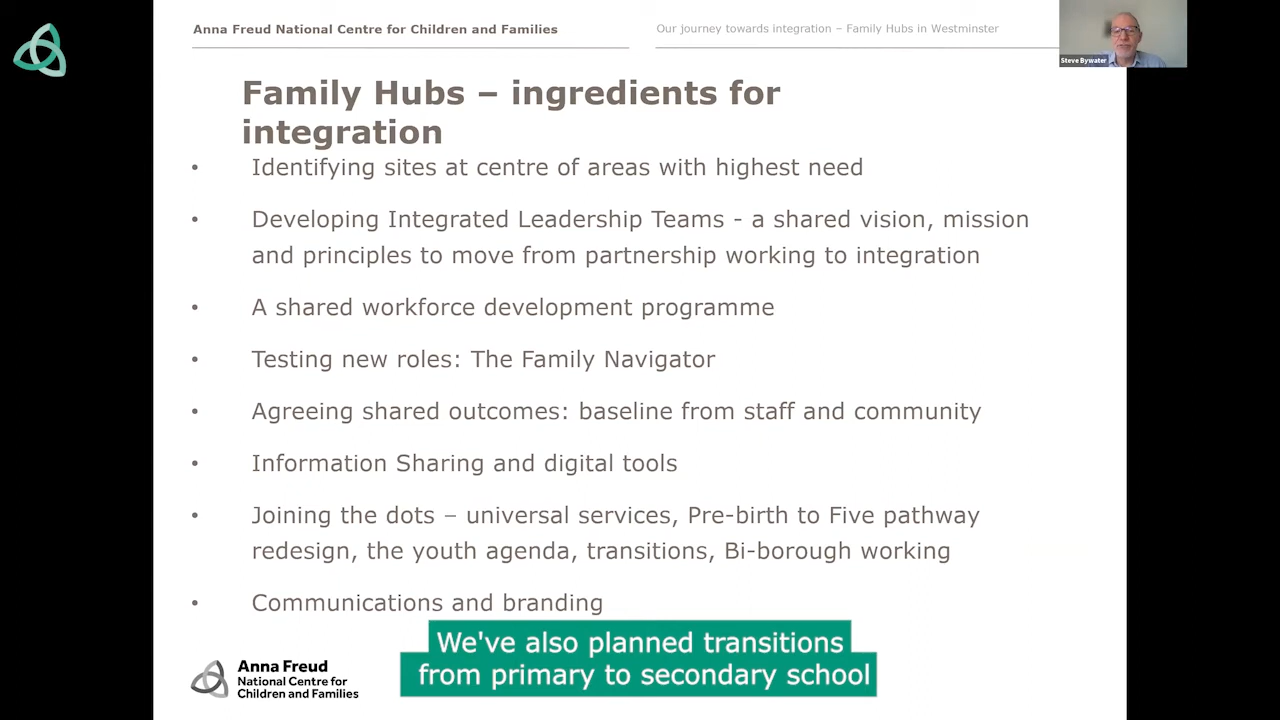 Anna Freud National Centre for Children and Families
Our journey towards integration – Family Hubs in Westminster
Steve Bywater
Family Hubs – ingredients for
integration
• Identifying sites at centre of areas with highest need
• Developing Integrated Leadership Teams - a shared vision, mission
and principles to move from partnership working to integration
• A shared workforce development programme
• Testing new roles: The Family Navigator
• Agreeing shared outcomes: baseline from staff and community
• Information Sharing and digital tools
• Joining the dots – universal services, Pre-birth to Five pathway
redesign, the youth agenda, transitions, Bi-borough working
• Communications and branding
We've also planned transitions
from primary to secondary school
Anna Freud
National Centre for
Children and Families